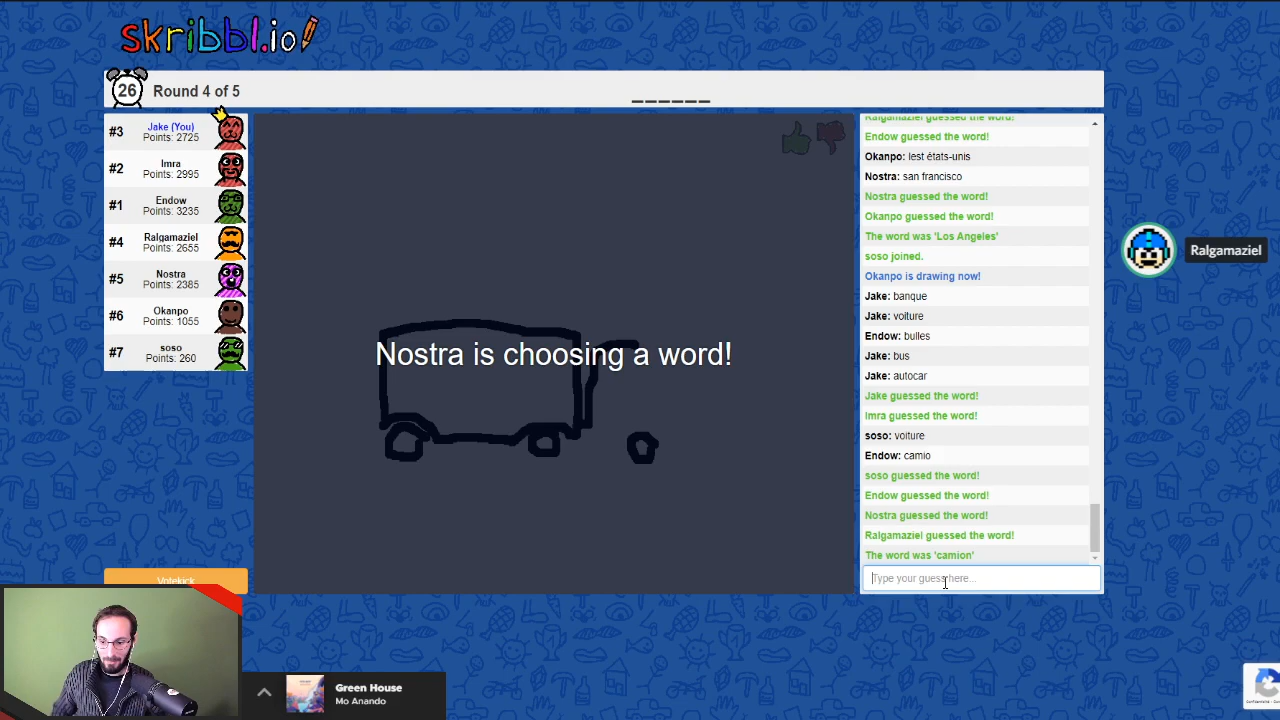 skribbl.io
26 Round 4 of 5 ______
#3 Jake (You)
Points: 2725
#2 Imra
Points: 2995
#1 Endow
Points: 3235
#4 Ralgamaziel
Points: 2655
#5 Nostra
Points: 2385
#6 Okanpo
Points: 1055
#7 soso
Points: 260
Votekick
Nostra is choosing a word!
Ralgamaziel guessed the word!
Endow guessed the word!
Okanpo: lest états-unis
Nostra: san francisco
Nostra guessed the word!
Okanpo guessed the word!
The word was 'Los Angeles'
soso joined.
Okanpo is drawing now!
Jake: banque
Jake: voiture
Endow: bulles
Jake: bus
Jake: autocar
Jake guessed the word!
Imra guessed the word!
soso: voiture
Endow: camio
soso guessed the word!
Endow guessed the word!
Nostra guessed the word!
Ralgamaziel guessed the word!
The word was 'camion'
Type your guess here...
Ralgamaziel
Green House
Mo Anando